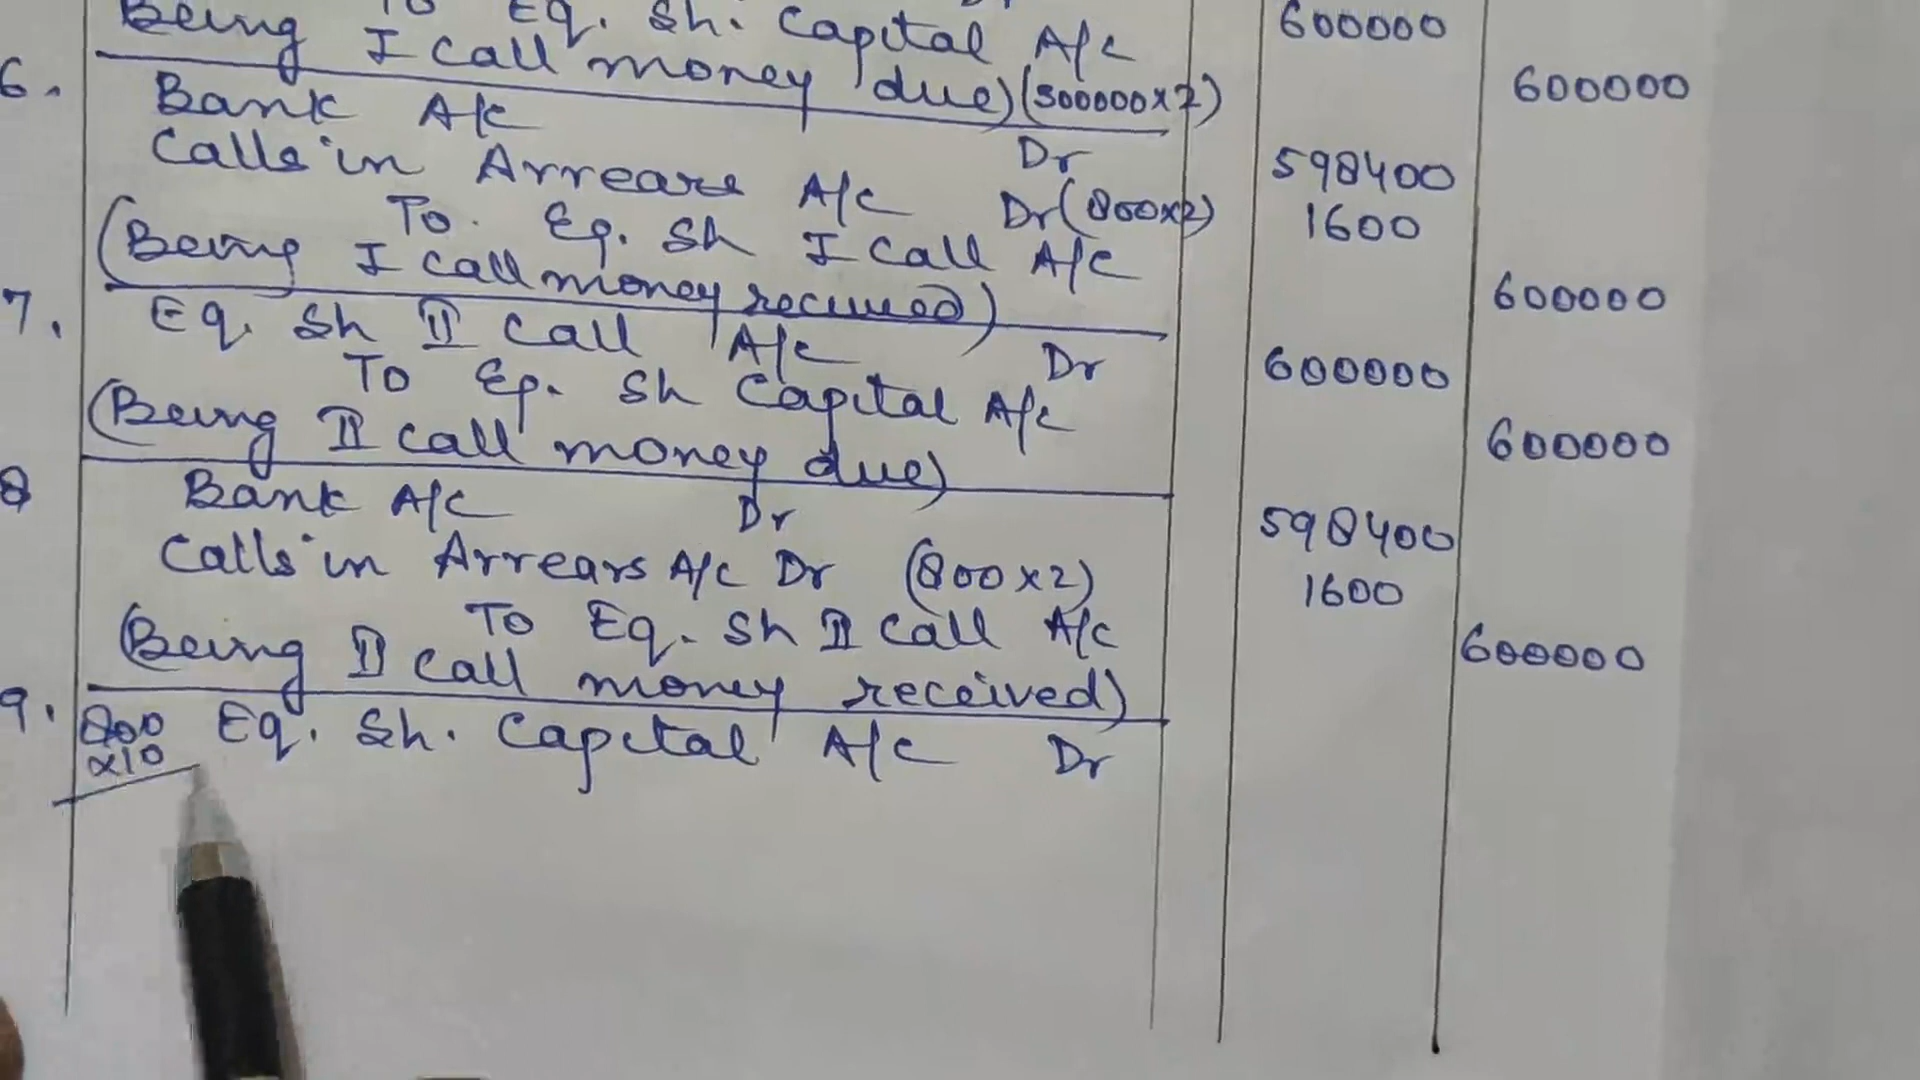 To Eq. Sh. Capital A/c 600000
Being I call money due) (300000x2) 600000
6. Bank A/c Dr 598400
Calls in Arrears A/c Dr (800x2) 1600
To Eq. Sh I Call A/c 600000
(Being I call money received)
7. Eq. Sh II Call A/c Dr 600000
To Eq. Sh Capital A/c 600000
(Being II call money due)
8 Bank A/c Dr 598400
Calls in Arrears A/c Dr (800x2) 1600
To Eq. Sh II Call A/c 600000
(Being II call money received)
9. 800 Eq. Sh. Capital A/c Dr
x10